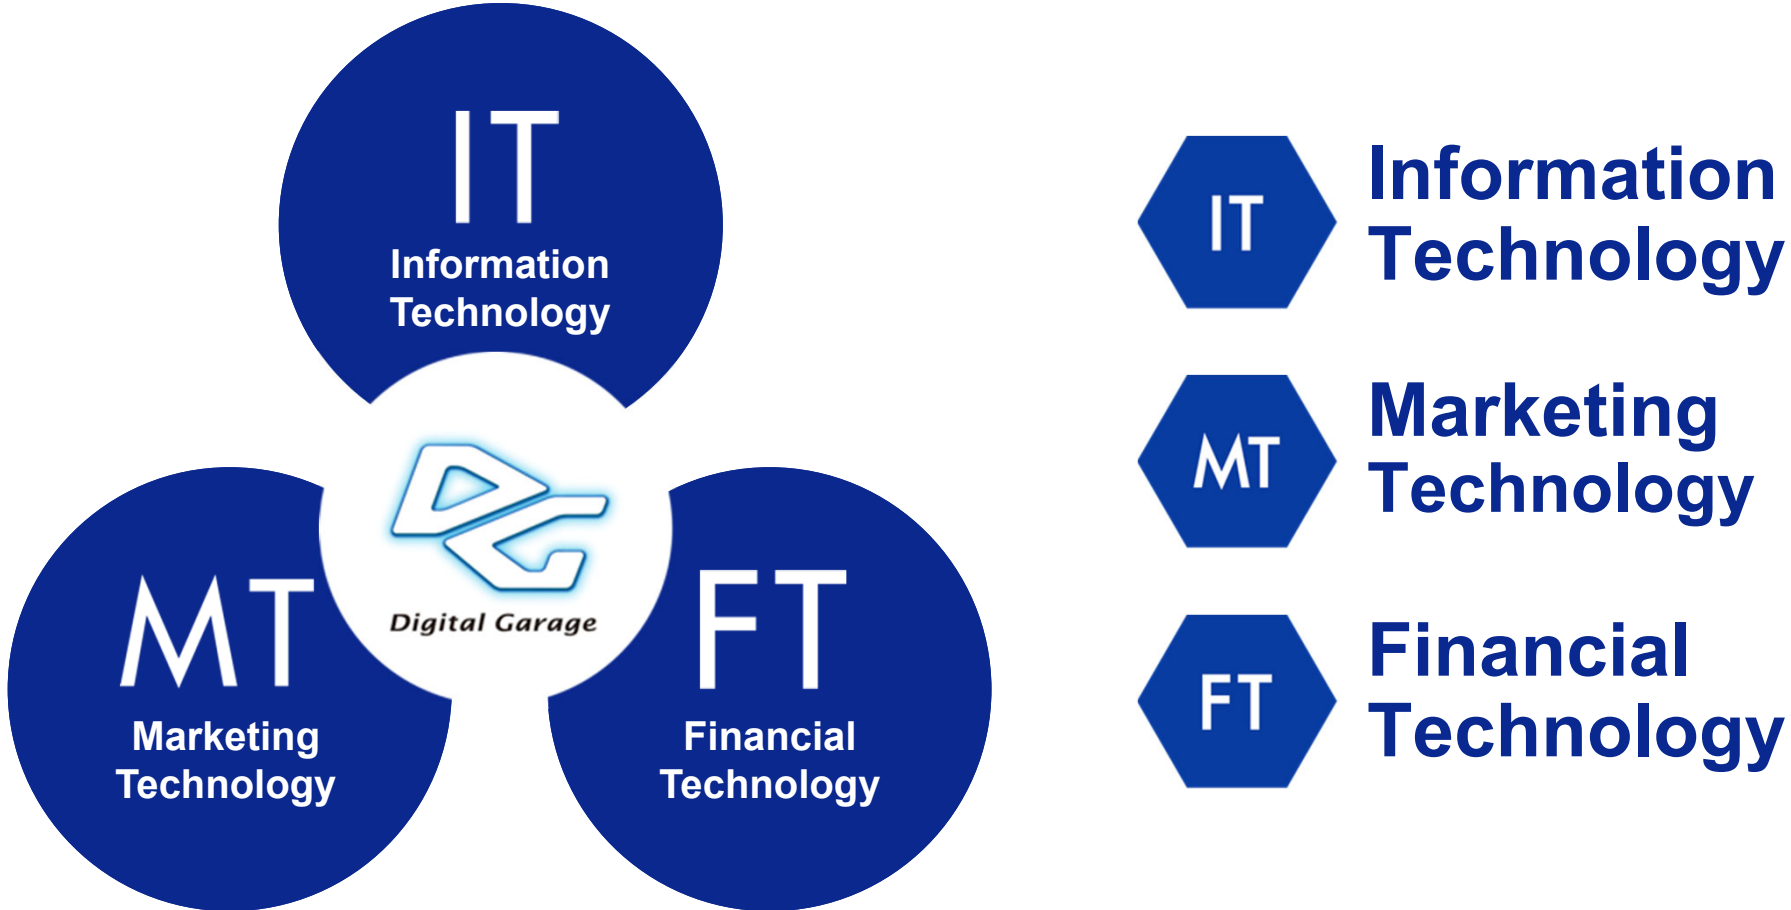 IT
Information
Technology
DG
Digital Garage
MT
Marketing
Technology
FT
Financial
Technology
IT
Information
Technology
MT
Marketing
Technology
FT
Financial
Technology